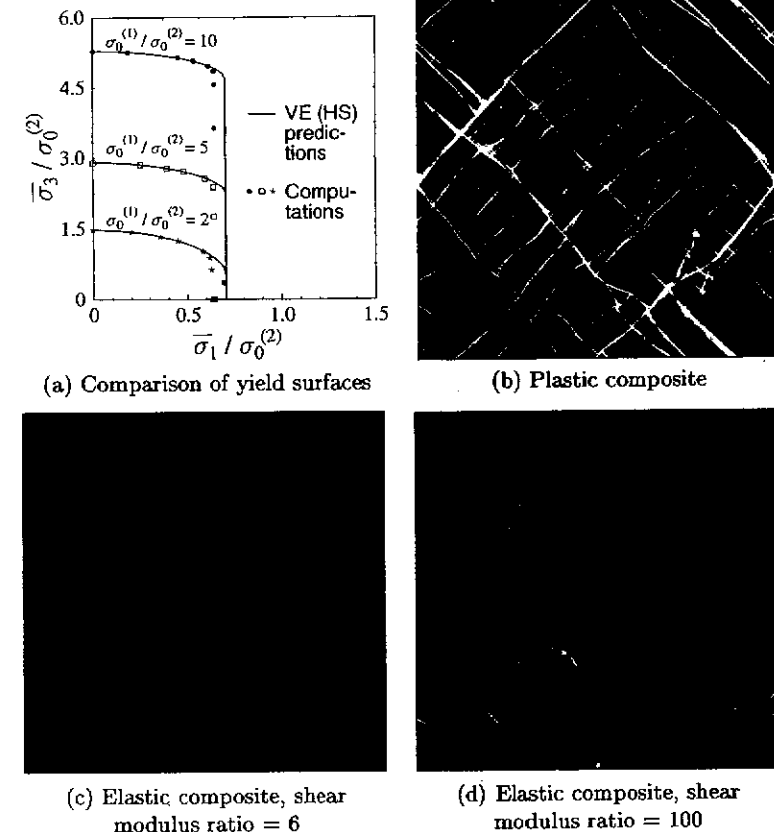 6.0
4.5
3.0
1.5
0
σ̅₃ / σ₀⁽²⁾
σ₀⁽¹⁾ / σ₀⁽²⁾ = 10
σ₀⁽¹⁾ / σ₀⁽²⁾ = 5
σ₀⁽¹⁾ / σ₀⁽²⁾ = 2
VE (HS)
predic-
tions
Compu-
tations
0 0.5 1.0 1.5
σ̅₁ / σ₀⁽²⁾
(a) Comparison of yield surfaces
(b) Plastic composite
(c) Elastic composite, shear
modulus ratio = 6
(d) Elastic composite, shear
modulus ratio = 100